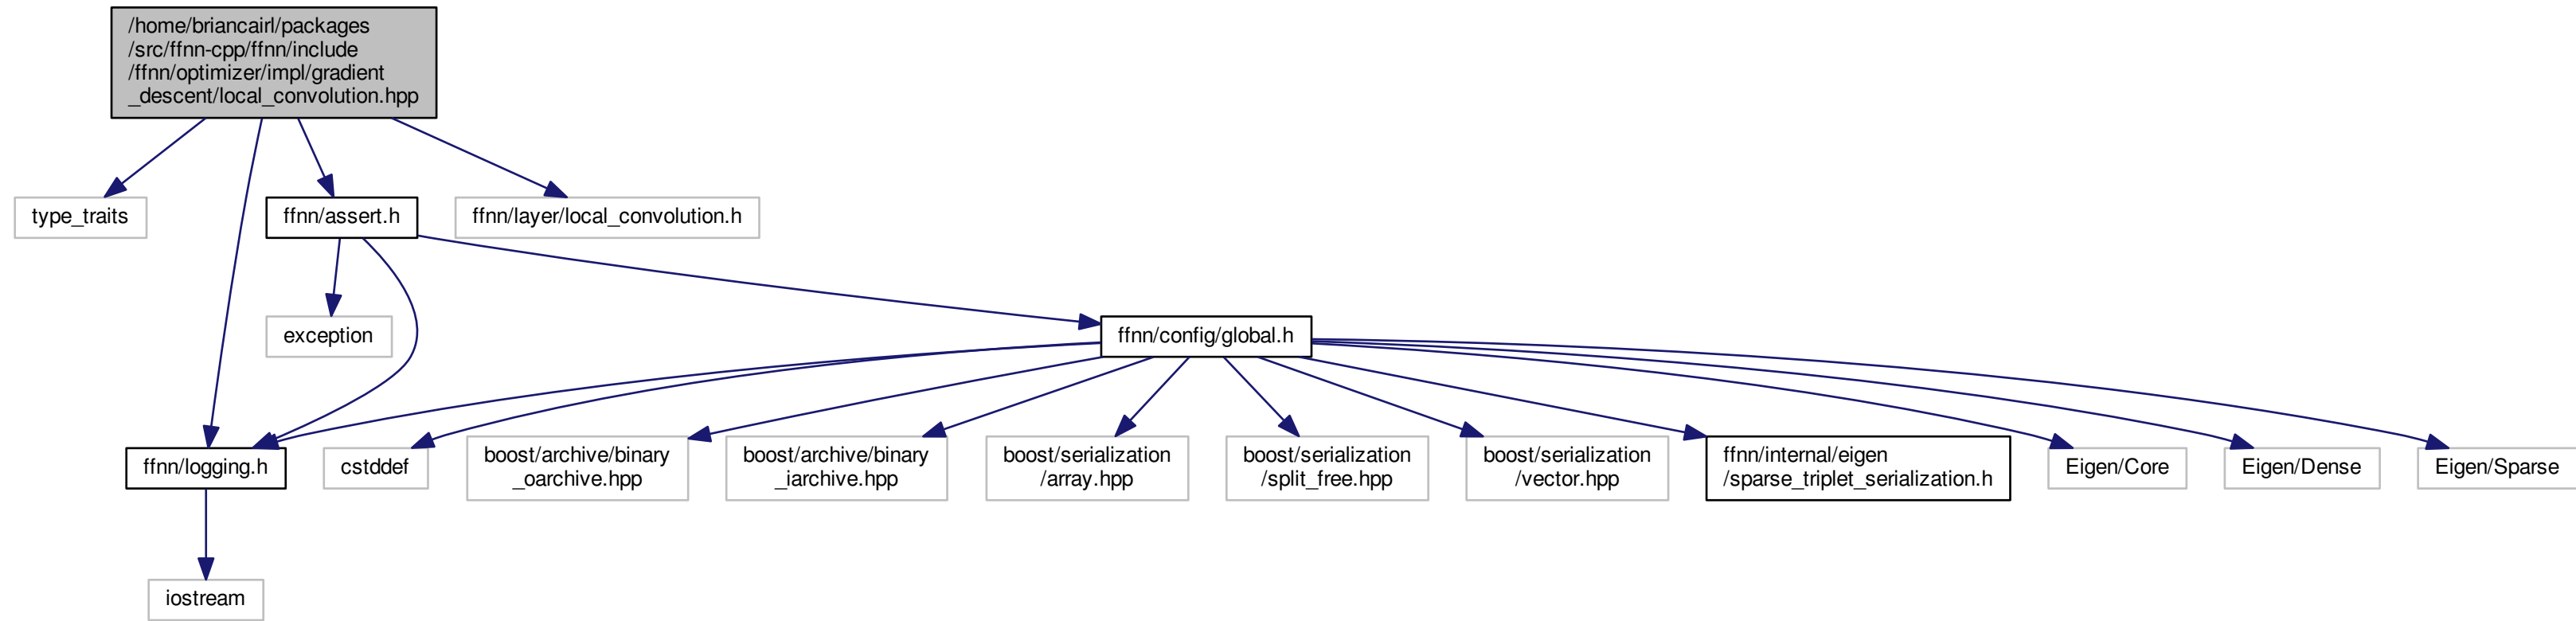 /home/briancairl/packages
/src/ffnn-cpp/ffnn/include
/ffnn/optimizer/impl/gradient
_descent/local_convolution.hpp
type_traits
ffnn/assert.h
ffnn/layer/local_convolution.h
exception
ffnn/config/global.h
ffnn/logging.h
cstddef
boost/archive/binary
_oarchive.hpp
boost/archive/binary
_iarchive.hpp
boost/serialization
/array.hpp
boost/serialization
/split_free.hpp
boost/serialization
/vector.hpp
ffnn/internal/eigen
/sparse_triplet_serialization.h
Eigen/Core
Eigen/Dense
Eigen/Sparse
iostream